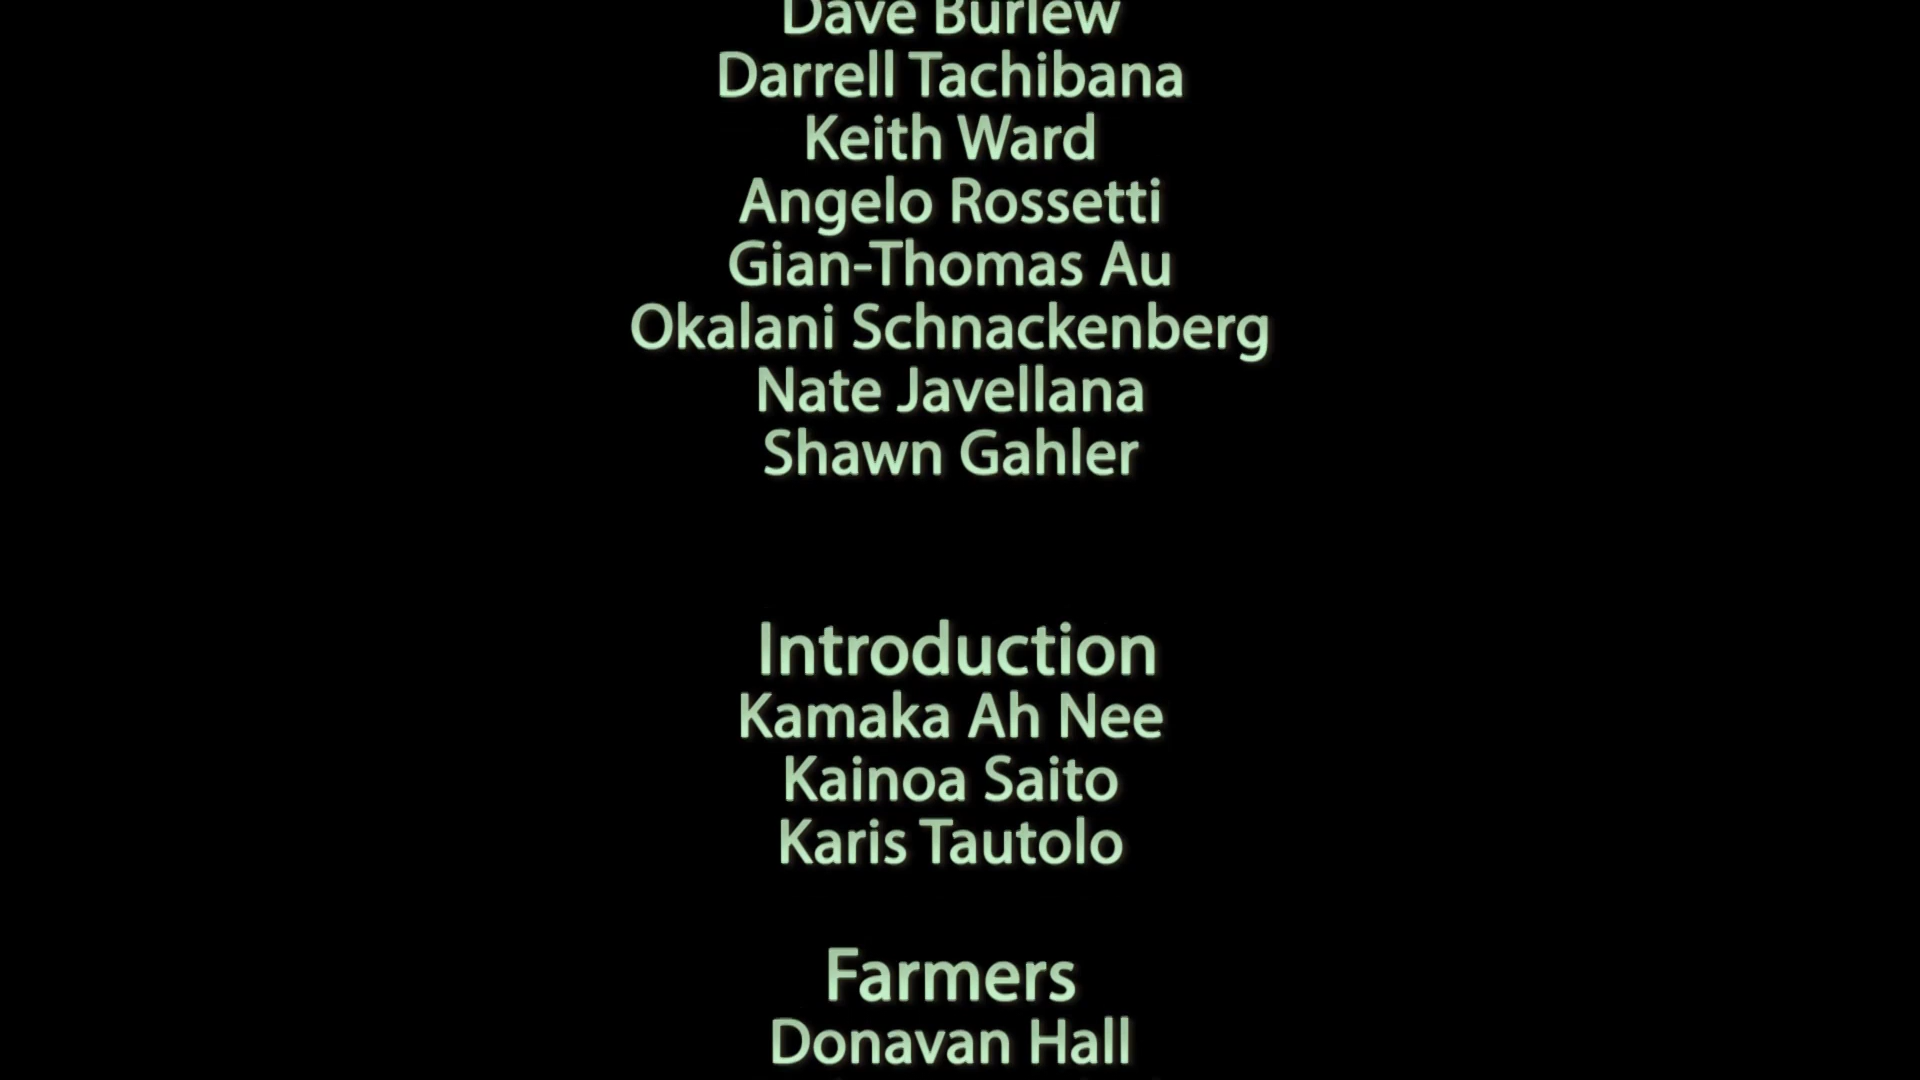 Dave Burlew
Darrell Tachibana
Keith Ward
Angelo Rossetti
Gian-Thomas Au
Okalani Schnackenberg
Nate Javellana
Shawn Gahler
Introduction
Kamaka Ah Nee
Kainoa Saito
Karis Tautolo
Farmers
Donavan Hall